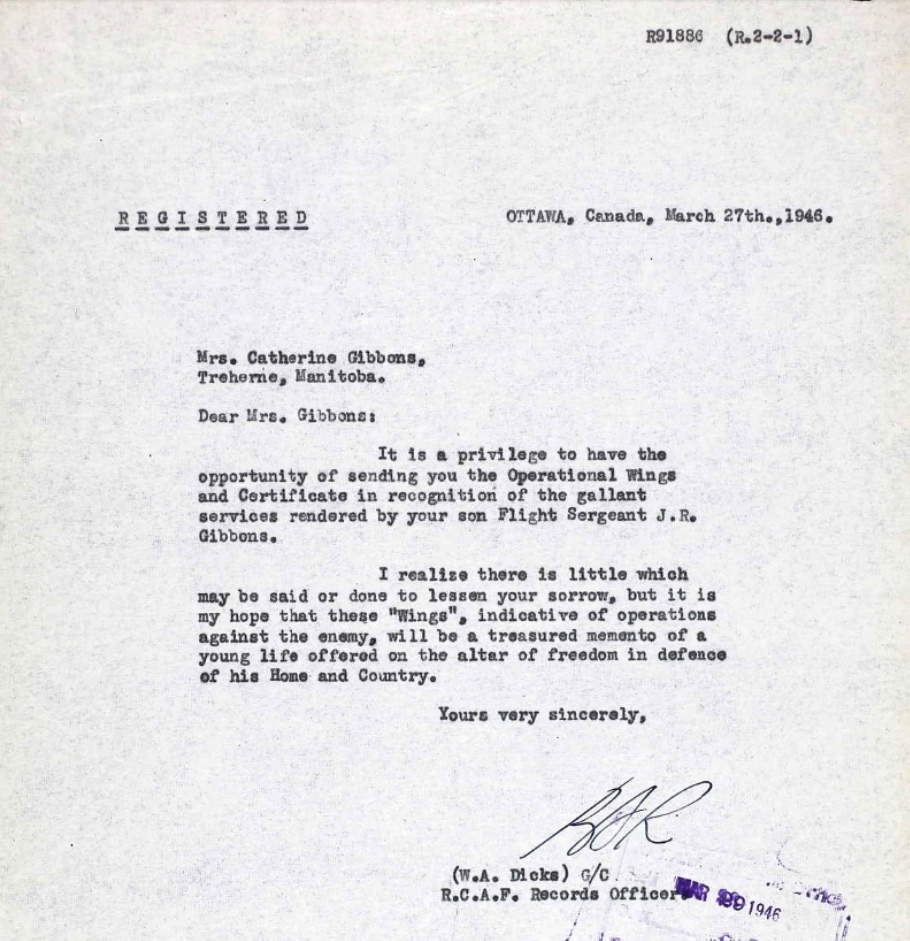 R91886 (R.2-2-1)
REGISTERED
OTTAWA, Canada, March 27th.,1946.
Mrs. Catherine Gibbons,
Treherne, Manitoba.
Dear Mrs. Gibbons:
It is a privilege to have the
opportunity of sending you the Operational Wings
and Certificate in recognition of the gallant
services rendered by your son Flight Sergeant J.R.
Gibbons.
I realize there is little which
may be said or done to lessen your sorrow, but it is
my hope that these "Wings", indicative of operations
against the enemy, will be a treasured memento of a
young life offered on the altar of freedom in defence
of his Home and Country.
Yours very sincerely,
(W.A. Dicks) G/C
R.C.A.F. Records Officer
MAR 1946